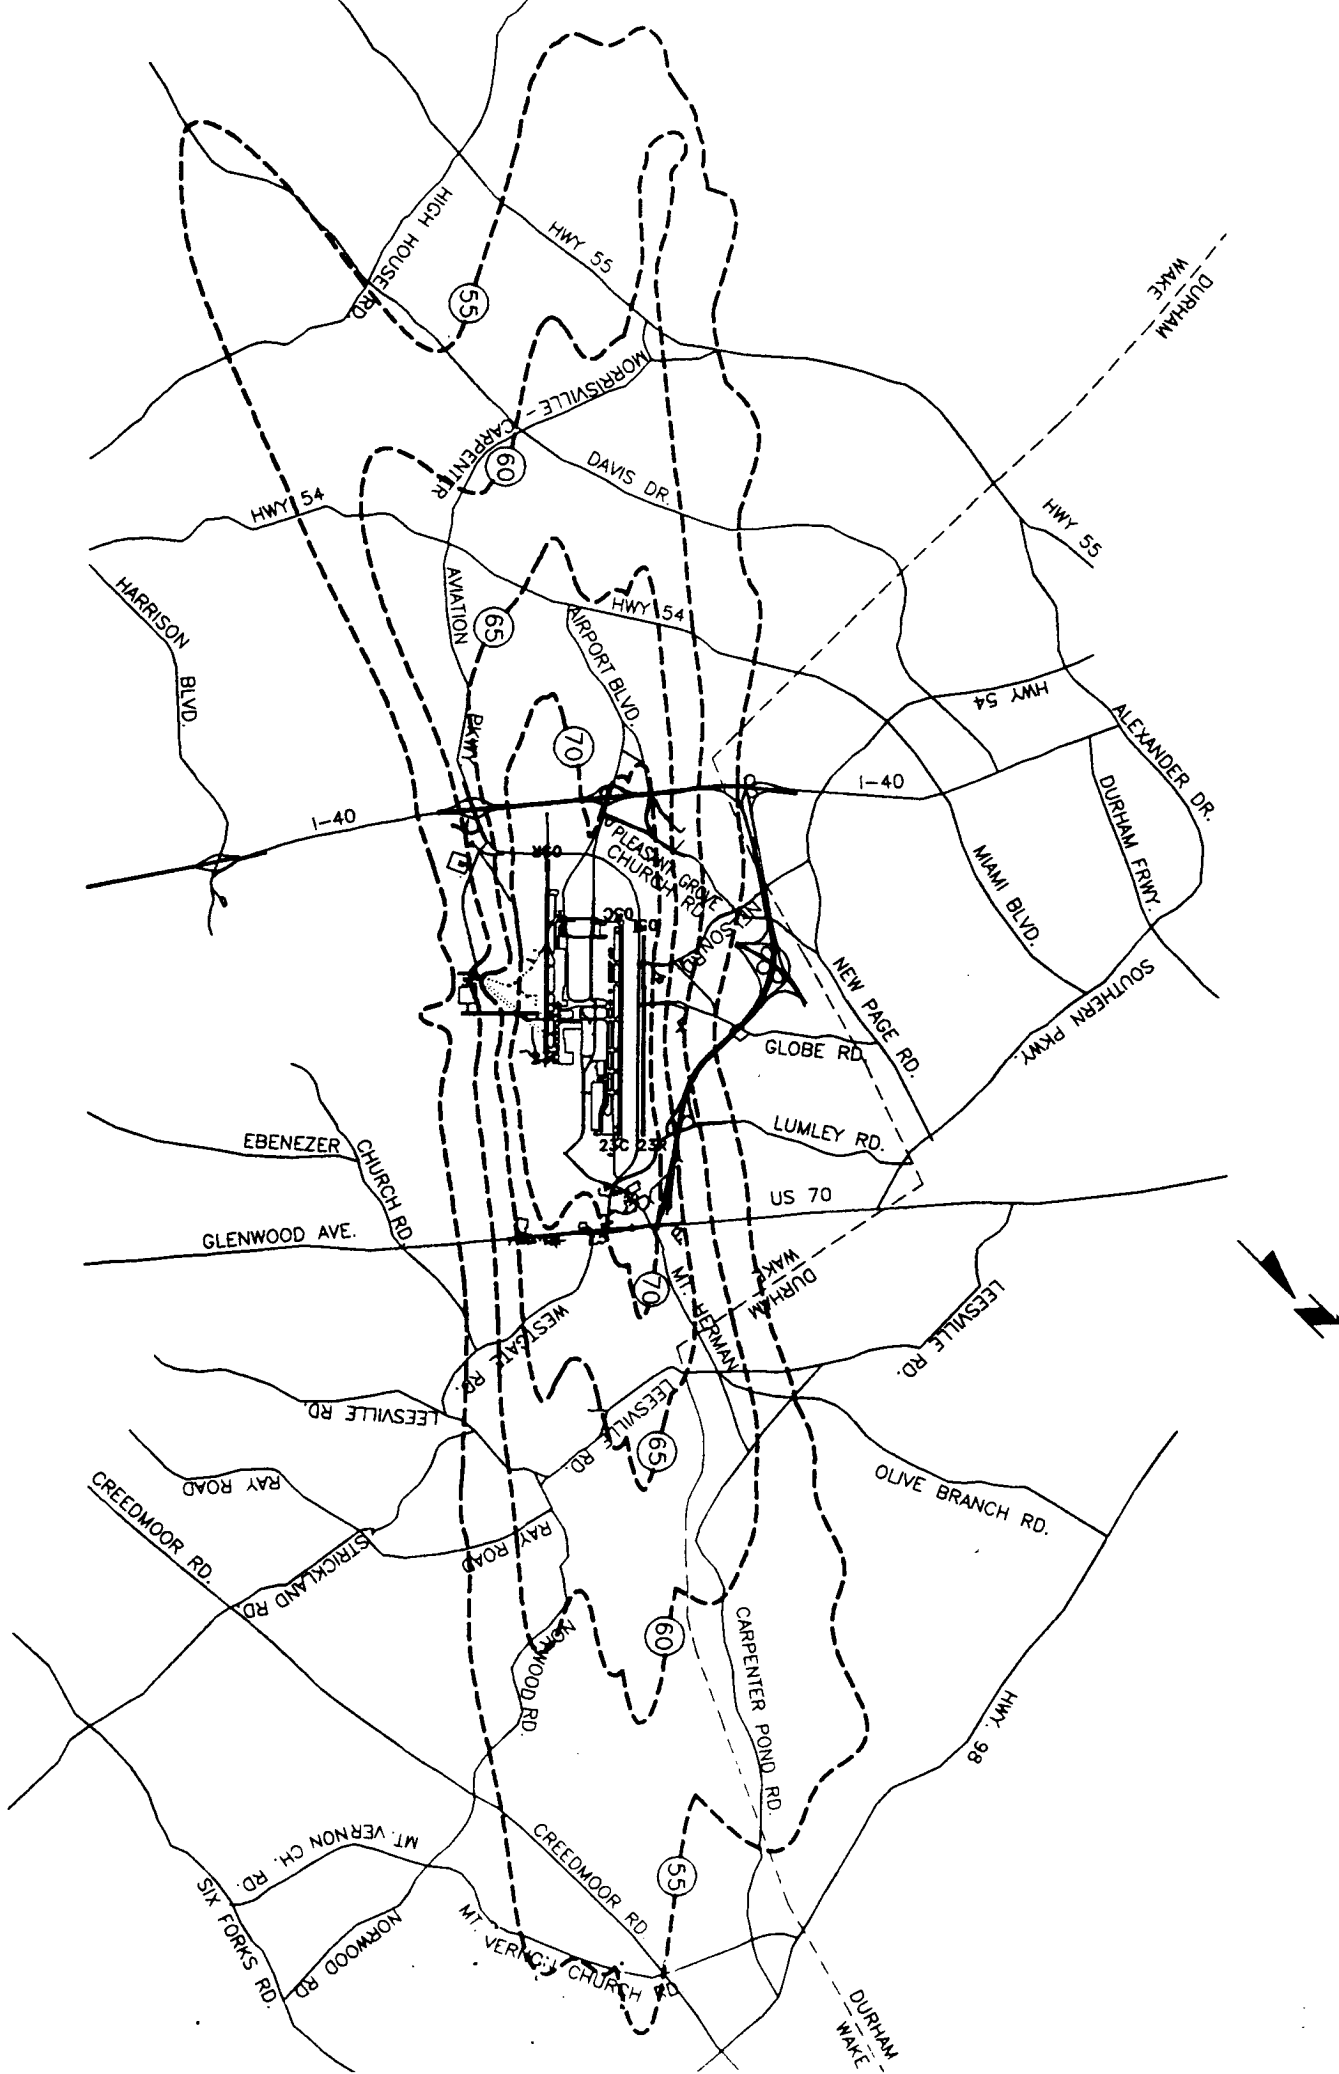 HIGH HOUSE RD.
HWY 55
55
DURHAM
WAKE
MORRISVILLE -
CARPENTER
60
DAVIS DR.
HWY 54
HWY 55
HARRISON
BLVD.
AVIATION
PKWY.
65
AIRPORT BLVD.
HWY 54
HWY 54
ALEXANDER DR.
70
I-40
I-40
DURHAM FRWY.
PLEASANT GROVE
CHURCH RD.
MIAMI BLVD.
05C
NELSON RD.
NEW PAGE RD.
SOUTHERN PKWY.
GLOBE RD.
EBENEZER
CHURCH RD.
23C
23R
LUMLEY RD.
US 70
GLENWOOD AVE.
DURHAM
WAKE
70
MT. HERMAN
WESTGATE RD.
LEESVILLE RD.
LEESVILLE RD.
LEESVILLE RD.
65
RAY ROAD
OLIVE BRANCH RD.
CREEDMOOR RD.
STRICKLAND RD.
RAY ROAD
60
NORWOOD RD.
CARPENTER POND RD.
HWY. 98
MT. VERNON CH. RD.
CREEDMOOR RD.
55
SIX FORKS RD.
NORWOOD RD
MT. VERNON CHURCH RD
DURHAM
WAKE
N